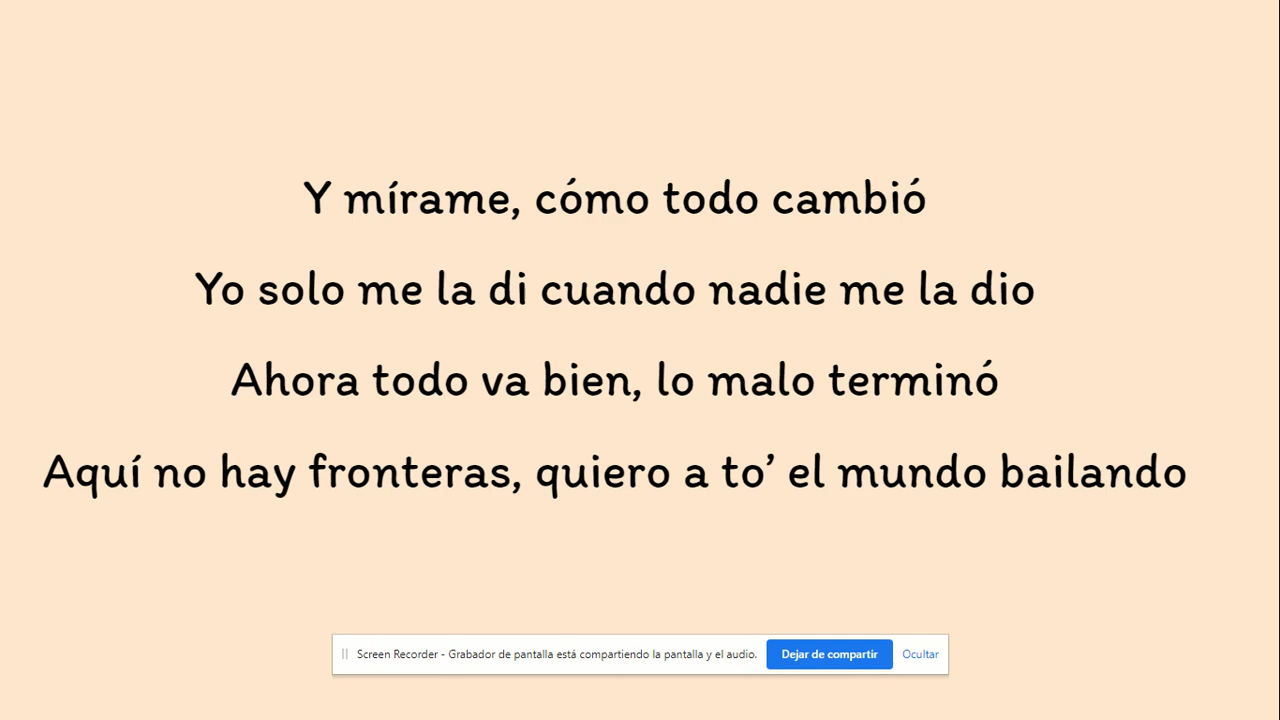 Y mírame, cómo todo cambió
Yo solo me la di cuando nadie me la dio
Ahora todo va bien, lo malo terminó
Aquí no hay fronteras, quiero a to’ el mundo bailando
Screen Recorder - Grabador de pantalla está compartiendo la pantalla y el audio. Dejar de compartir Ocultar